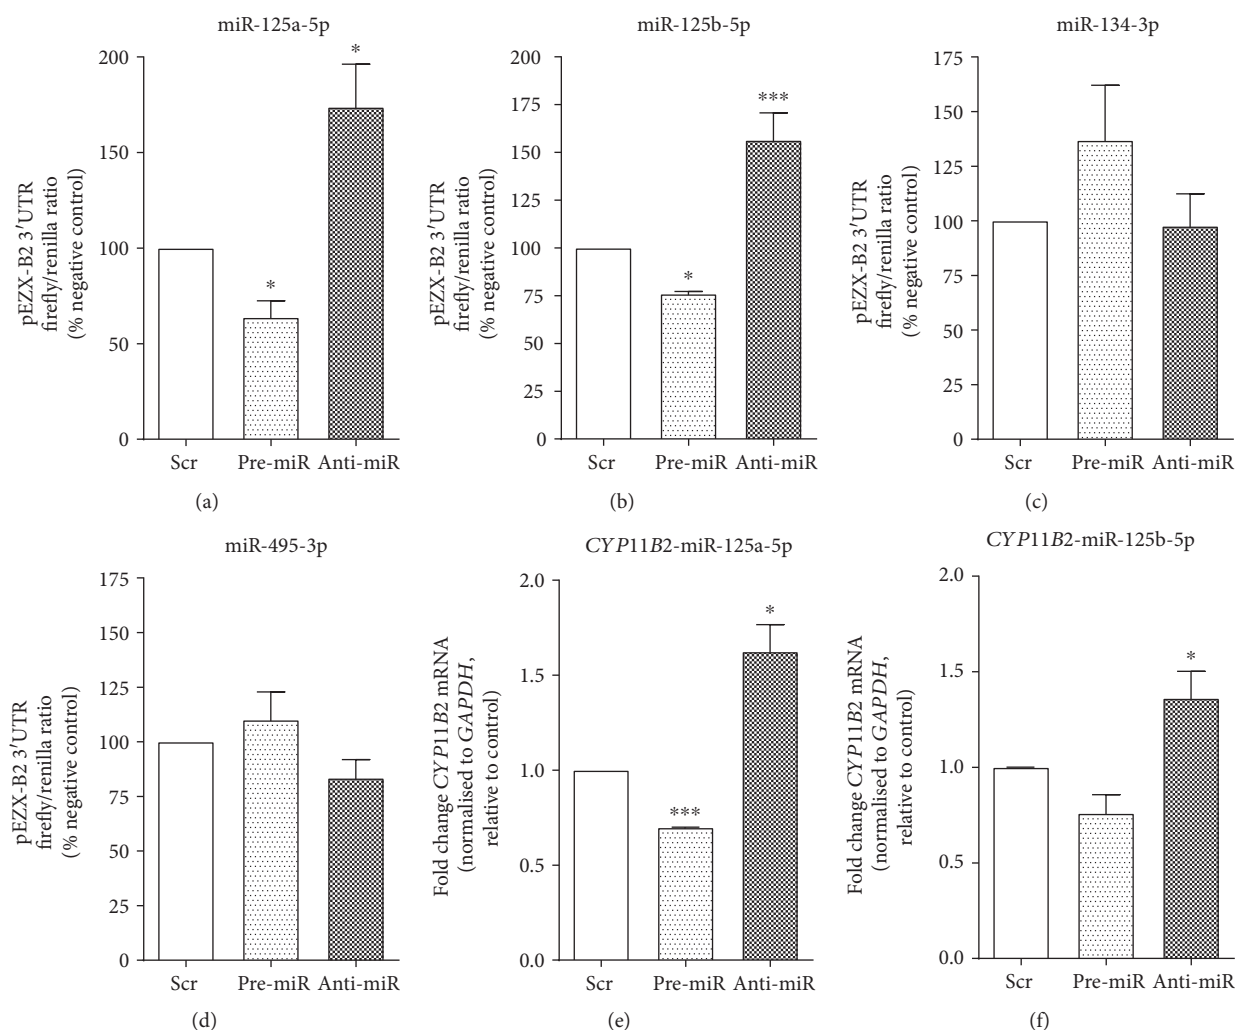 miR-125a-5p
pEZX-B2 3′UTR
firefly/renilla ratio
(% negative control)
200
150
100
50
0
*
*
Scr
Pre-miR
Anti-miR
(a)
miR-125b-5p
pEZX-B2 3′UTR
firefly/renilla ratio
(% negative control)
200
175
150
125
100
75
50
25
0
*
***
Scr
Pre-miR
Anti-miR
(b)
miR-134-3p
pEZX-B2 3′UTR
firefly/renilla ratio
(% negative control)
175
150
125
100
75
50
25
0
Scr
Pre-miR
Anti-miR
(c)
miR-495-3p
pEZX-B2 3′UTR
firefly/renilla ratio
(% negative control)
175
150
125
100
75
50
25
0
Scr
Pre-miR
Anti-miR
(d)
CYP11B2-miR-125a-5p
Fold change CYP11B2 mRNA
(normalised to GAPDH,
relative to control)
2.0
1.5
1.0
0.5
0.0
***
*
Scr
Pre-miR
Anti-miR
(e)
CYP11B2-miR-125b-5p
Fold change CYP11B2 mRNA
(normalised to GAPDH,
relative to control)
2.0
1.5
1.0
0.5
0.0
*
Scr
Pre-miR
Anti-miR
(f)